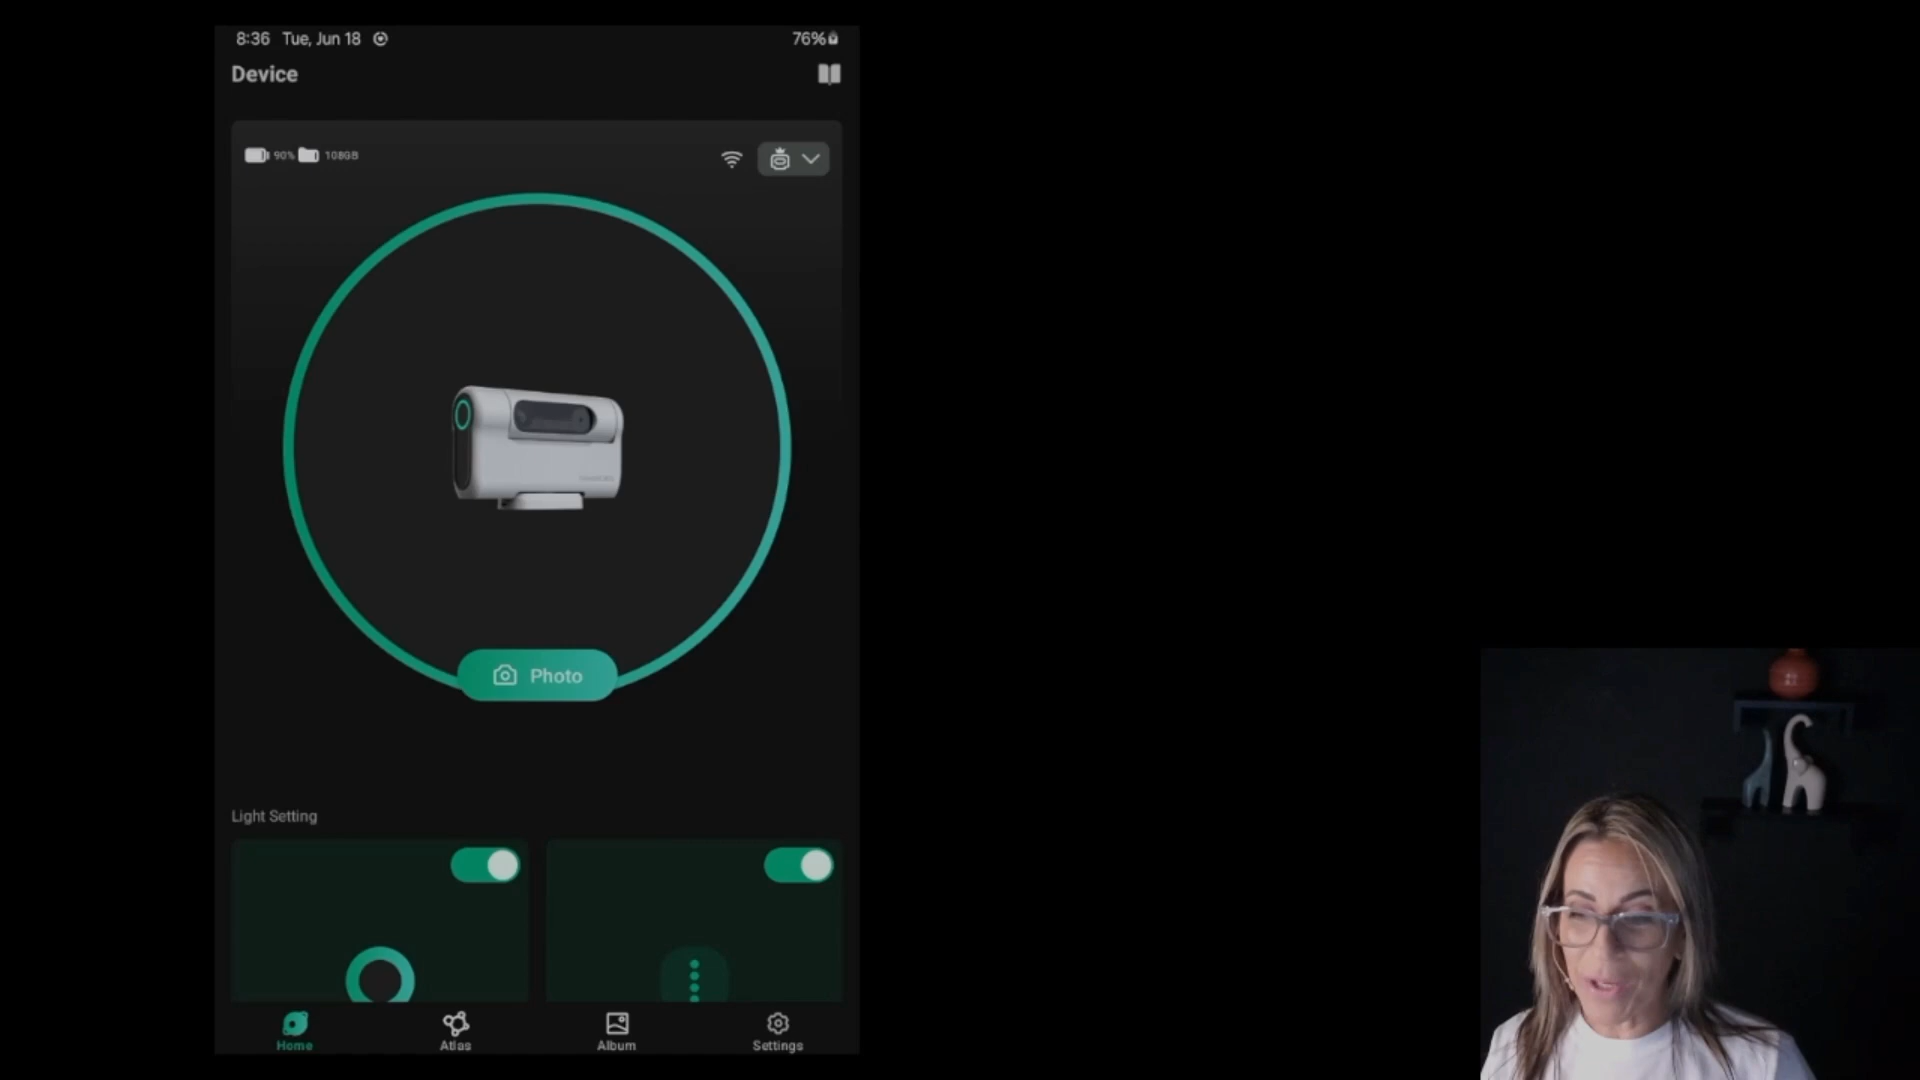 8:36 Tue, Jun 18
76%
Device
90% 108GB
Photo
Light Setting
Home
Atlas
Album
Settings